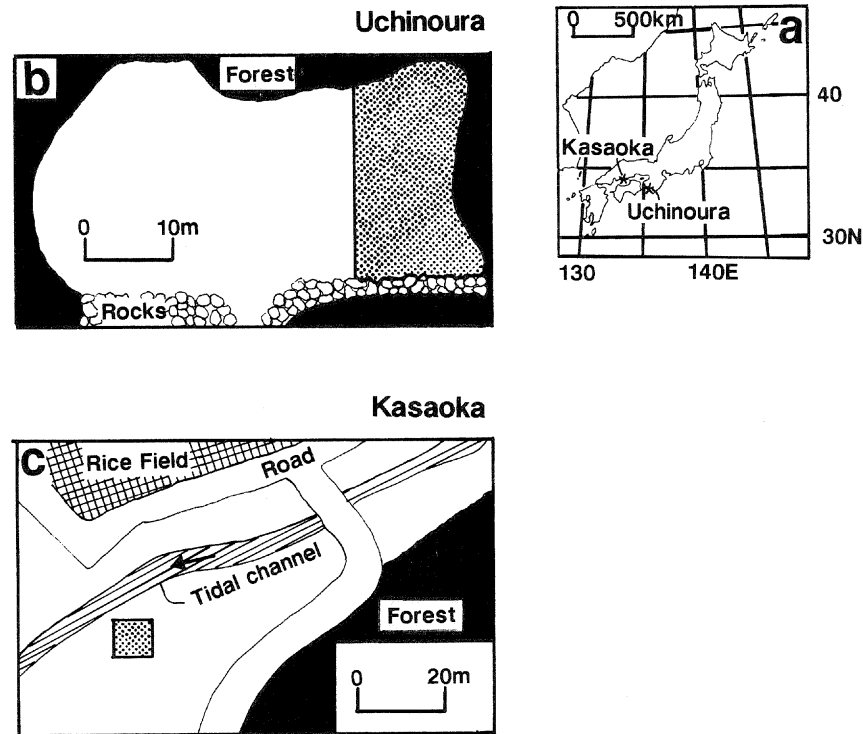 Uchinoura
b
Forest
0 10m
Rocks
0 500km
a
40
Kasaoka
Uchinoura
30N
130 140E
Kasaoka
c
Rice Field
Road
Tidal channel
Forest
0 20m